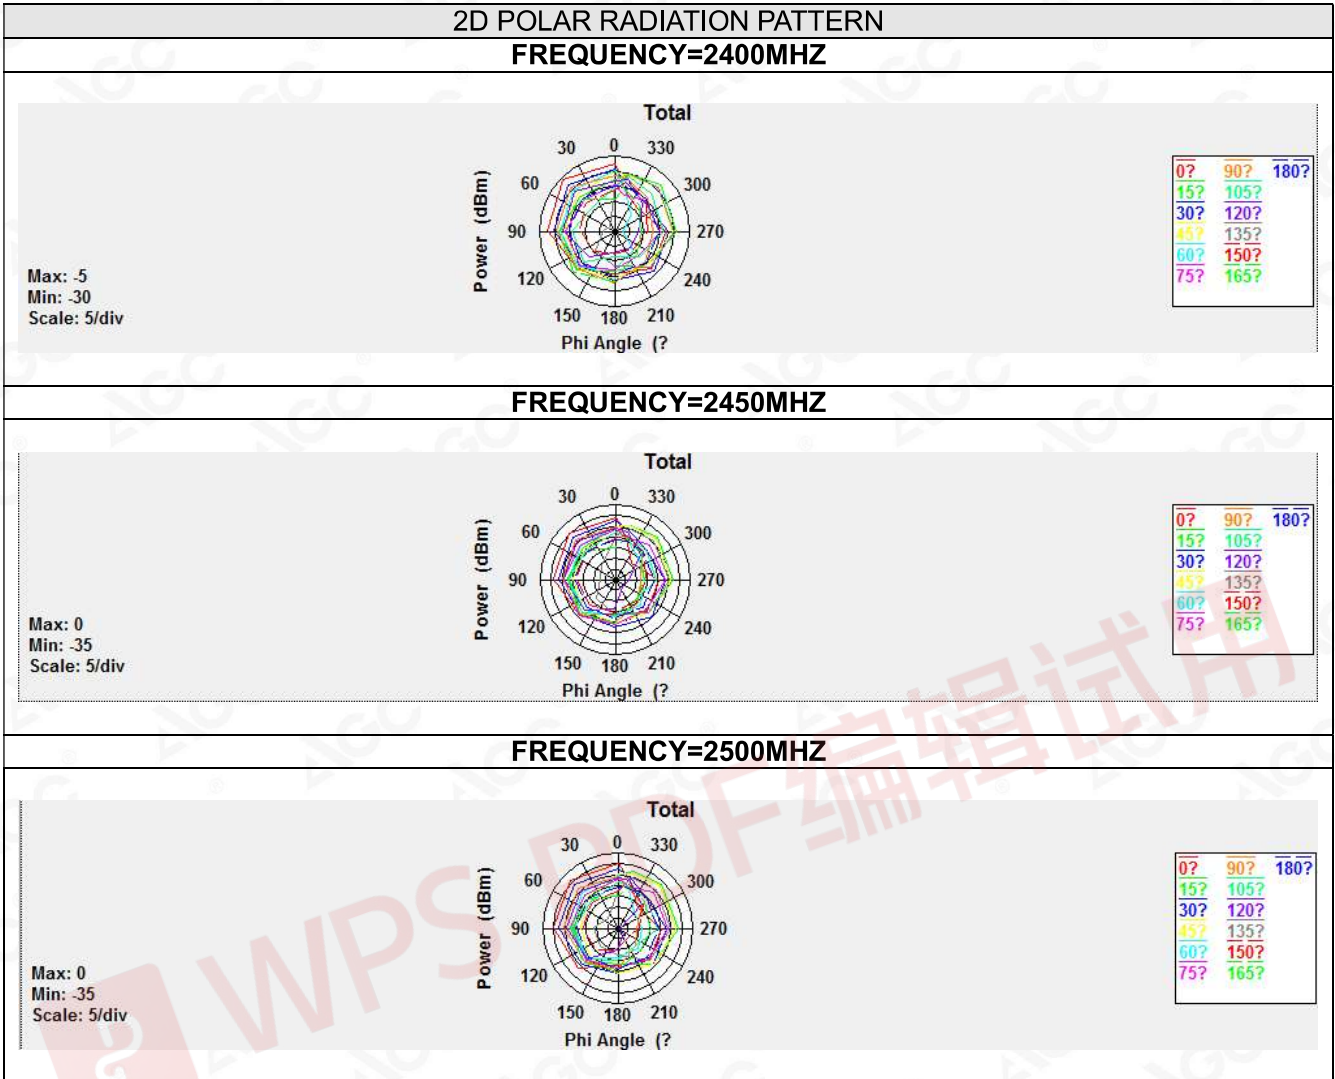 2D POLAR RADIATION PATTERN
FREQUENCY=2400MHZ
Total
30 0 330
60 300
90 270
120 240
150 180 210
Power (dBm)
Phi Angle (?
Max: -5
Min: -30
Scale: 5/div
0? 90? 180?
15? 105?
30? 120?
45? 135?
60? 150?
75? 165?
FREQUENCY=2450MHZ
Total
30 0 330
60 300
90 270
120 240
150 180 210
Power (dBm)
Phi Angle (?
Max: 0
Min: -35
Scale: 5/div
0? 90? 180?
15? 105?
30? 120?
45? 135?
60? 150?
75? 165?
FREQUENCY=2500MHZ
Total
30 0 330
60 300
90 270
120 240
150 180 210
Power (dBm)
Phi Angle (?
Max: 0
Min: -35
Scale: 5/div
0? 90? 180?
15? 105?
30? 120?
45? 135?
60? 150?
75? 165?
WPS PDF编辑试用
AGC